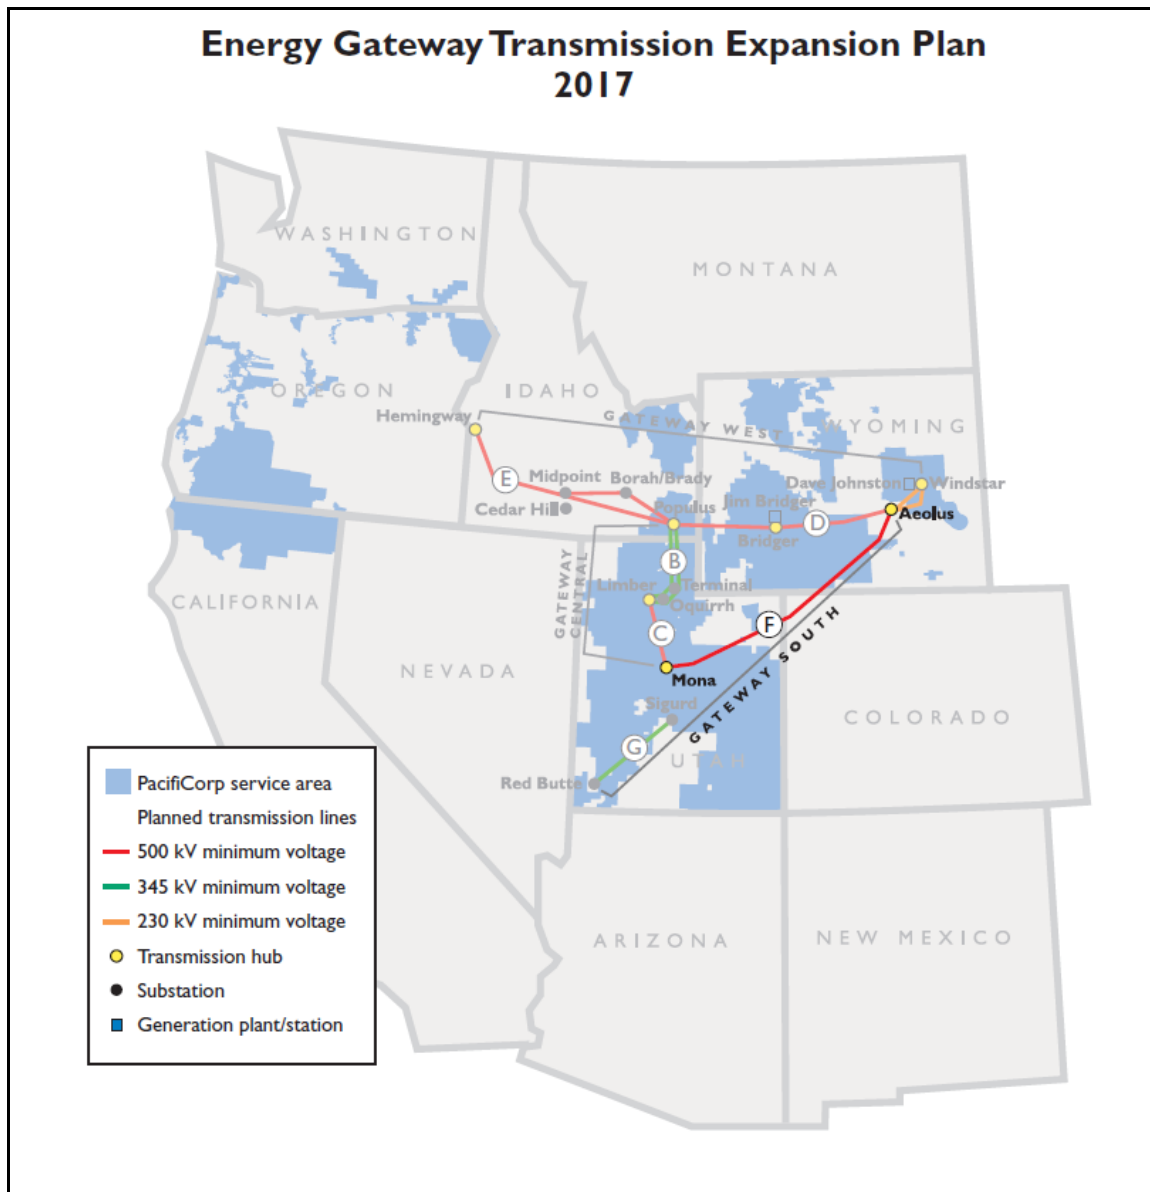 Energy Gateway Transmission Expansion Plan
2017
WASHINGTON
MONTANA
OREGON
IDAHO
Hemingway
GATEWAY WEST
WYOMING
E
Midpoint
Borah/Brady
Dave Johnston
Windstar
Cedar Hill
Populus
Jim Bridger
D
Aeolus
Bridger
B
GATEWAY
CENTRAL
Limber
Terminal
Oquirrh
CALIFORNIA
C
F
NEVADA
Mona
GATEWAY SOUTH
Sigurd
COLORADO
G
UTAH
Red Butte
PacifiCorp service area
Planned transmission lines
500 kV minimum voltage
345 kV minimum voltage
230 kV minimum voltage
Transmission hub
Substation
Generation plant/station
ARIZONA
NEW MEXICO